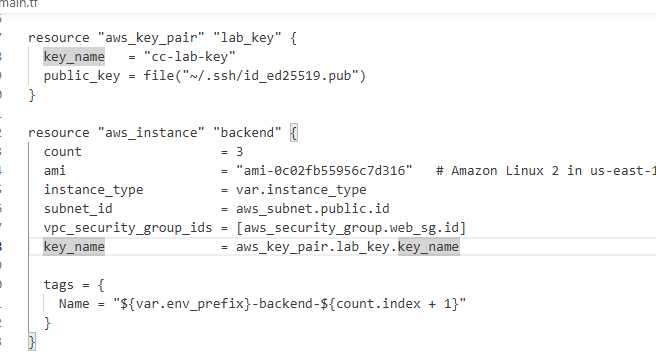 main.tf
resource "aws_key_pair" "lab_key" {
  key_name   = "cc-lab-key"
  public_key = file("~/.ssh/id_ed25519.pub")
}
resource "aws_instance" "backend" {
  count                  = 3
  ami                    = "ami-0c02fb55956c7d316"   # Amazon Linux 2 in us-east-1
  instance_type          = var.instance_type
  subnet_id              = aws_subnet.public.id
  vpc_security_group_ids = [aws_security_group.web_sg.id]
  key_name               = aws_key_pair.lab_key.key_name
  tags = {
    Name = "${var.env_prefix}-backend-${count.index + 1}"
  }
}